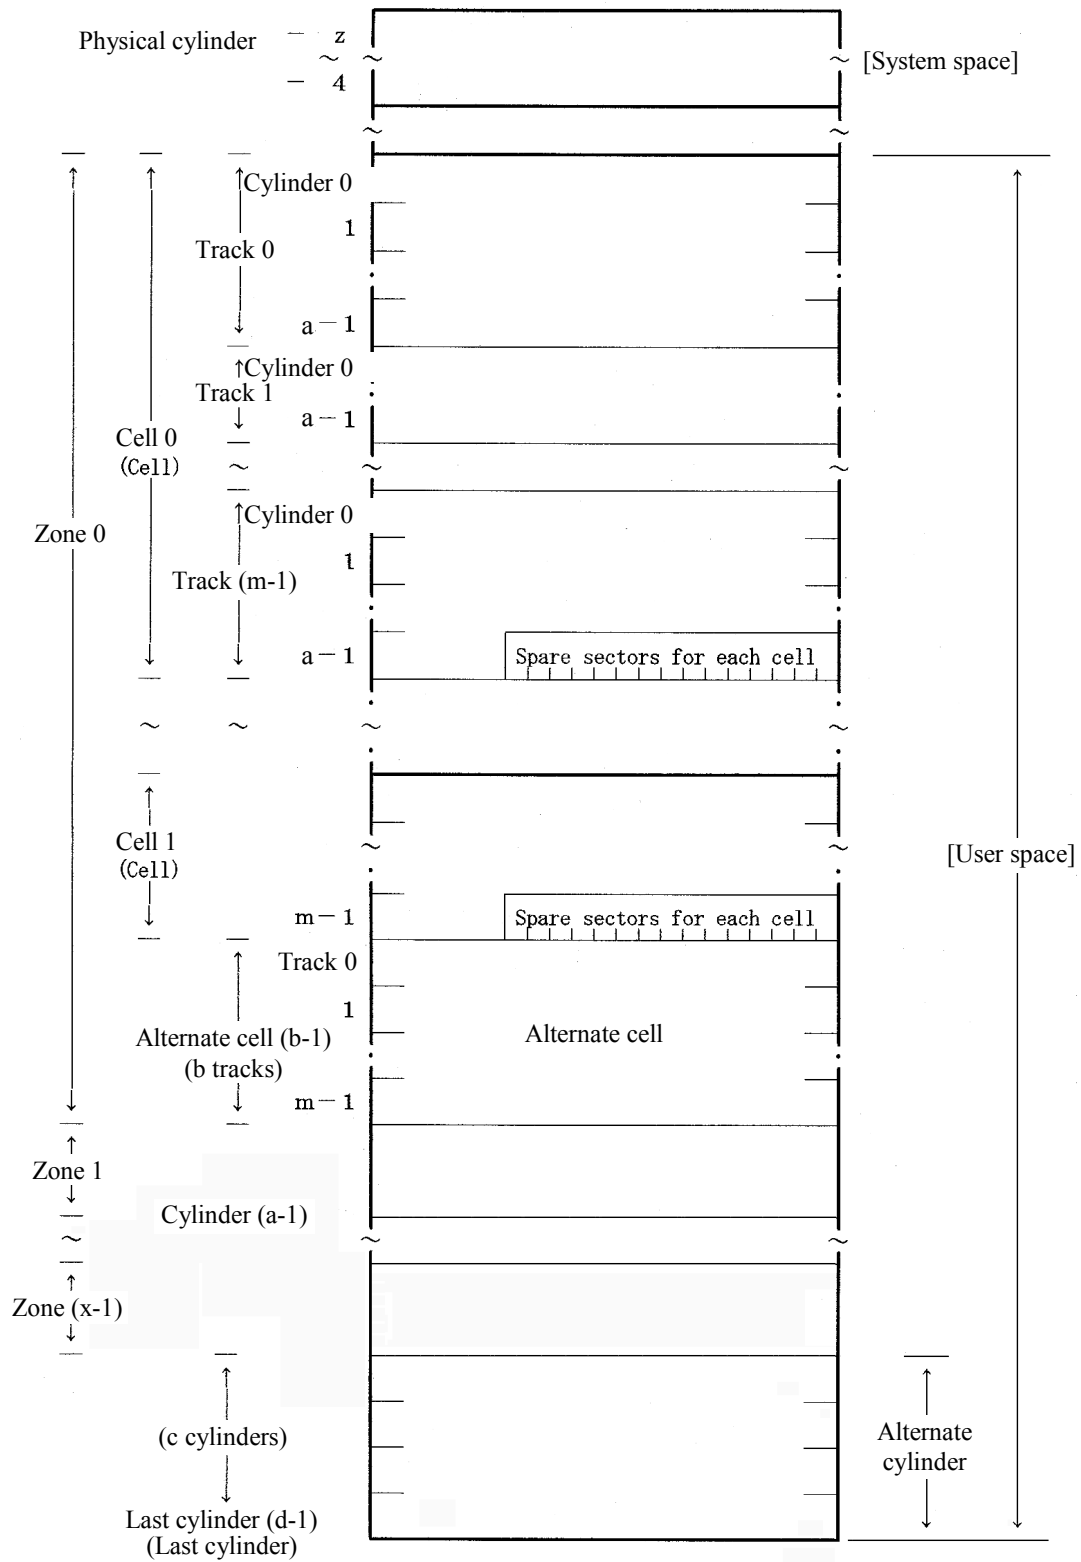 Physical cylinder
— z
~ ~
— 4
[System space]
Cylinder 0
1
Track 0
a—1
Cylinder 0
Track 1
a—1
Cell 0
(Cell)
Zone 0
Cylinder 0
1
Track (m-1)
a—1
Spare sectors for each cell
Cell 1
(Cell)
[User space]
m—1
Spare sectors for each cell
Track 0
1
Alternate cell (b-1)
(b tracks)
Alternate cell
m—1
Zone 1
Cylinder (a-1)
Zone (x-1)
(c cylinders)
Alternate
cylinder
Last cylinder (d-1)
(Last cylinder)